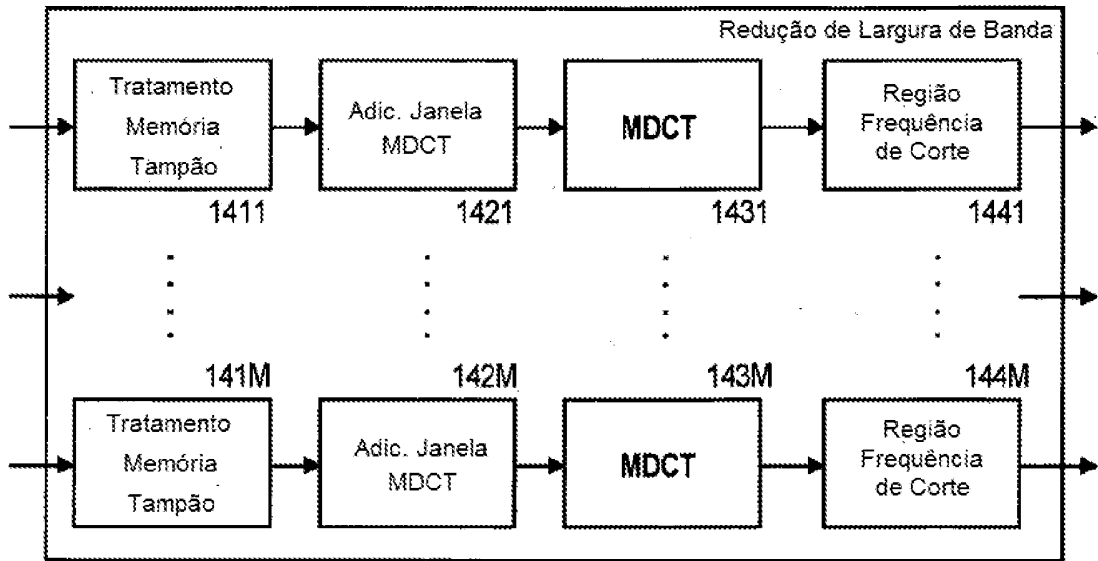 Redução de Largura de Banda
Tratamento
Memória
Tampão
Adic. Janela
MDCT
MDCT
Região
Frequência
de Corte
1411
1421
1431
1441
141M
142M
143M
144M
Tratamento
Memória
Tampão
Adic. Janela
MDCT
MDCT
Região
Frequência
de Corte